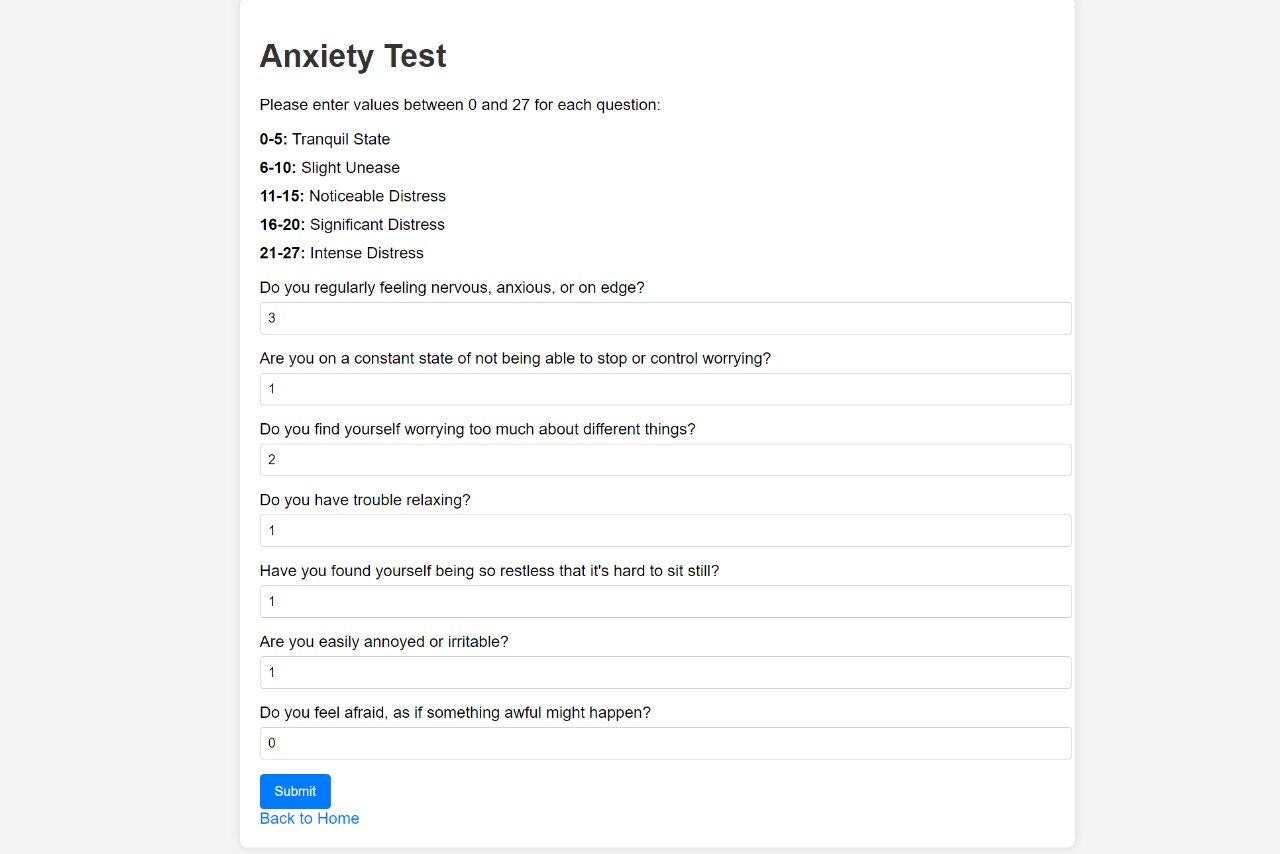 Anxiety Test
Please enter values between 0 and 27 for each question:
0-5: Tranquil State
6-10: Slight Unease
11-15: Noticeable Distress
16-20: Significant Distress
21-27: Intense Distress
Do you regularly feeling nervous, anxious, or on edge?
3
Are you on a constant state of not being able to stop or control worrying?
1
Do you find yourself worrying too much about different things?
2
Do you have trouble relaxing?
1
Have you found yourself being so restless that it's hard to sit still?
1
Are you easily annoyed or irritable?
1
Do you feel afraid, as if something awful might happen?
0
Submit
Back to Home